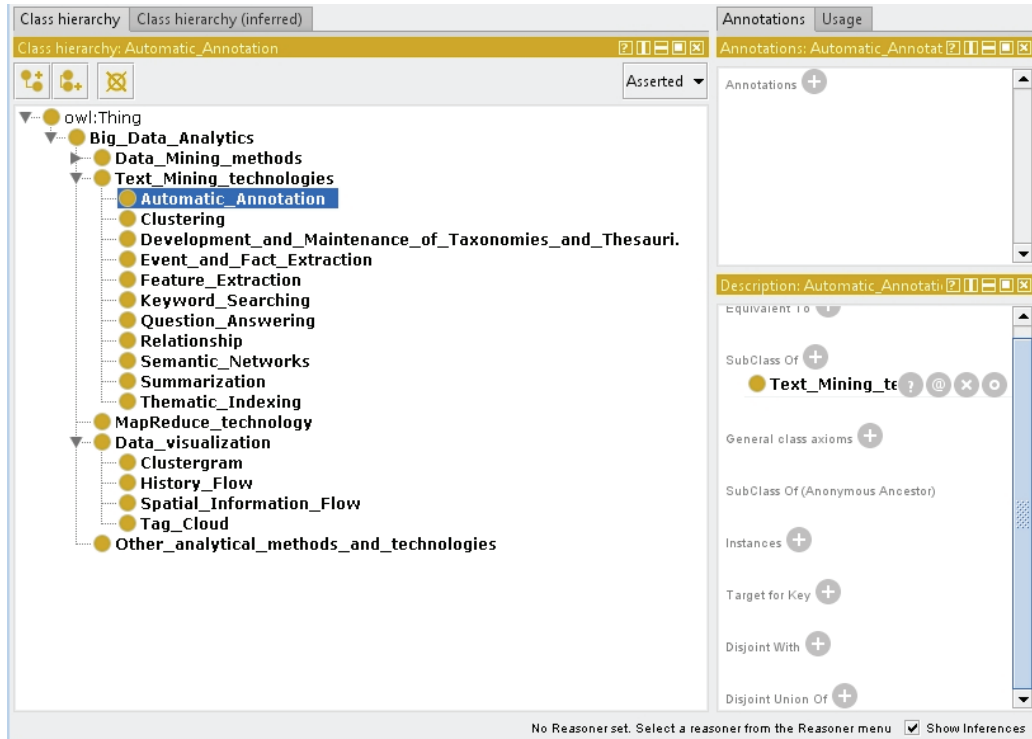 Class hierarchy Class hierarchy (inferred)
Class hierarchy: Automatic_Annotation
Asserted
owl:Thing
Big_Data_Analytics
Data_Mining_methods
Text_Mining_technologies
Automatic_Annotation
Clustering
Development_and_Maintenance_of_Taxonomies_and_Thesauri.
Event_and_Fact_Extraction
Feature_Extraction
Keyword_Searching
Question_Answering
Relationship
Semantic_Networks
Summarization
Thematic_Indexing
MapReduce_technology
Data_visualization
Clustergram
History_Flow
Spatial_Information_Flow
Tag_Cloud
Other_analytical_methods_and_technologies
Annotations Usage
Annotations: Automatic_Annotat
Annotations
Description: Automatic_Annotati
Equivalent To
SubClass Of
Text_Mining_te
General class axioms
SubClass Of (Anonymous Ancestor)
Instances
Target for Key
Disjoint With
Disjoint Union Of
No Reasoner set. Select a reasoner from the Reasoner menu Show Inferences